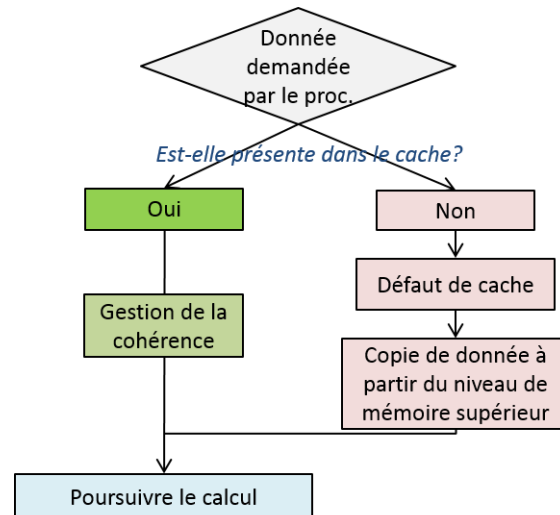 Donnée
demandée
par le proc.
Est-elle présente dans le cache?
Oui
Non
Défaut de cache
Gestion de la
cohérence
Copie de donnée à
partir du niveau de
mémoire supérieur
Poursuivre le calcul